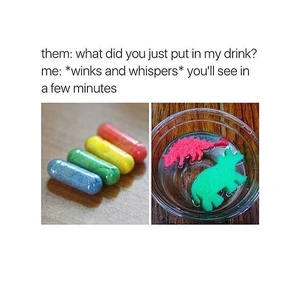 them: what did you just put in my drink?
me: *winks and whispers* you'll see in
a few minutes